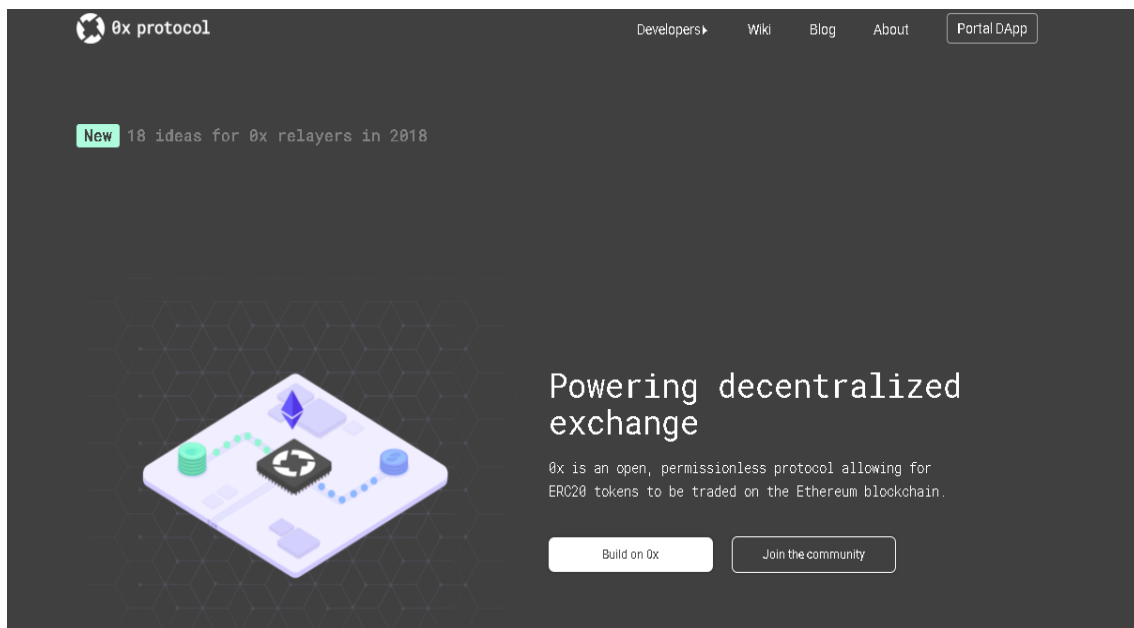 0x protocol
Developers Wiki Blog About Portal DApp
New 18 ideas for 0x relayers in 2018
Powering decentralized
exchange
0x is an open, permissionless protocol allowing for
ERC20 tokens to be traded on the Ethereum blockchain.
Build on 0x Join the community